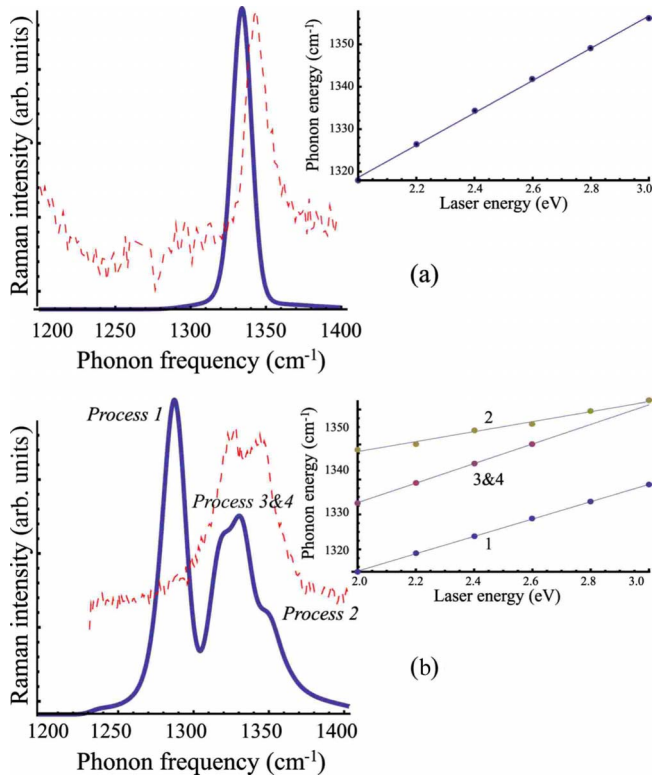 Raman intensity (arb. units)
1200 1250 1300 1350 1400
Phonon frequency (cm⁻¹)
Phonon energy (cm⁻¹)
1350
1340
1330
1320
2.2 2.4 2.6 2.8 3.0
Laser energy (eV)
(a)
Raman intensity (arb. units)
Process 1
Process 3&4
Process 2
1200 1250 1300 1350 1400
Phonon frequency (cm⁻¹)
Phonon energy (cm⁻¹)
1350
1340
1330
1320
2
3&4
1
2.0 2.2 2.4 2.6 2.8 3.0
Laser energy (eV)
(b)